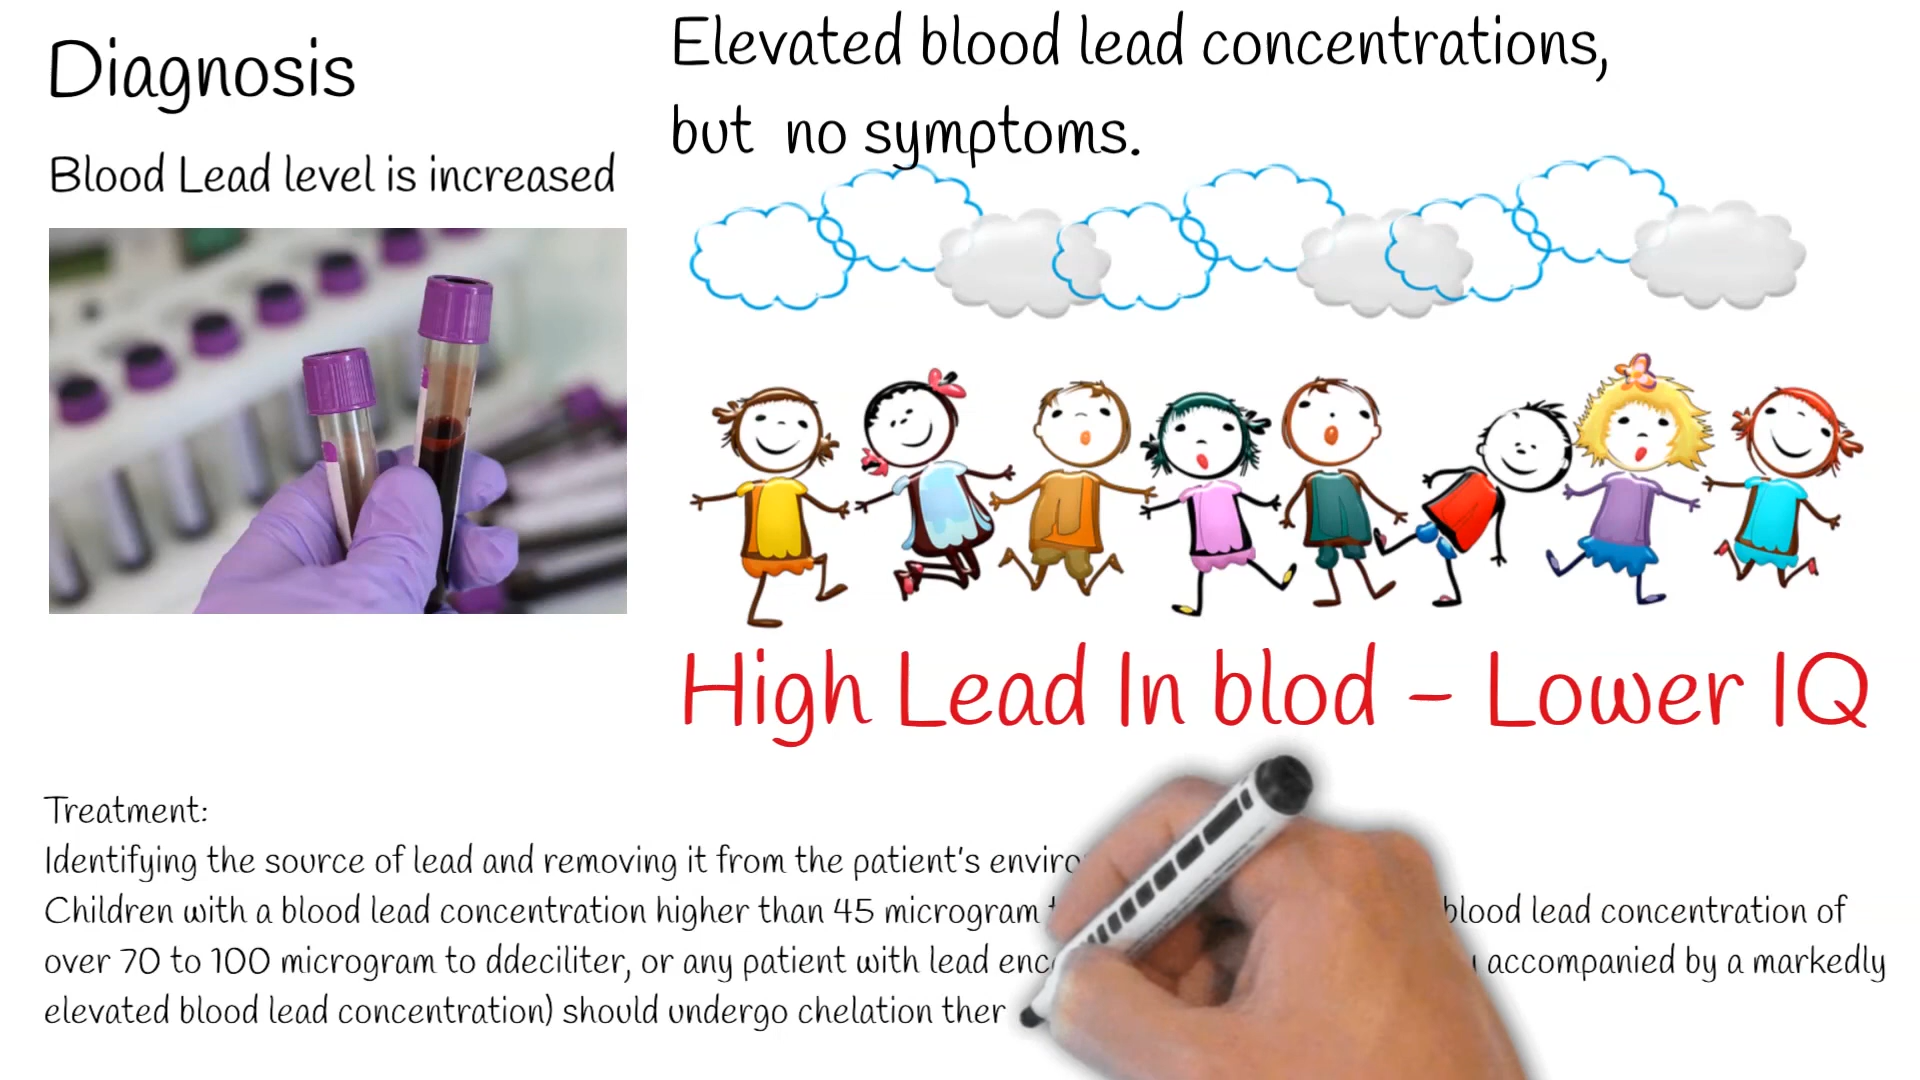 Diagnosis
Blood Lead level is increased
Elevated blood lead concentrations,
but no symptoms.
High Lead In blod – Lower IQ
Treatment:
Identifying the source of lead and removing it from the patient's
Children with a blood lead concentration higher than 45 microgram blood lead concentration of
over 70 to 100 microgram to ddeciliter, or any patient with lead accompanied by a markedly
elevated blood lead concentration) should undergo chelation ther